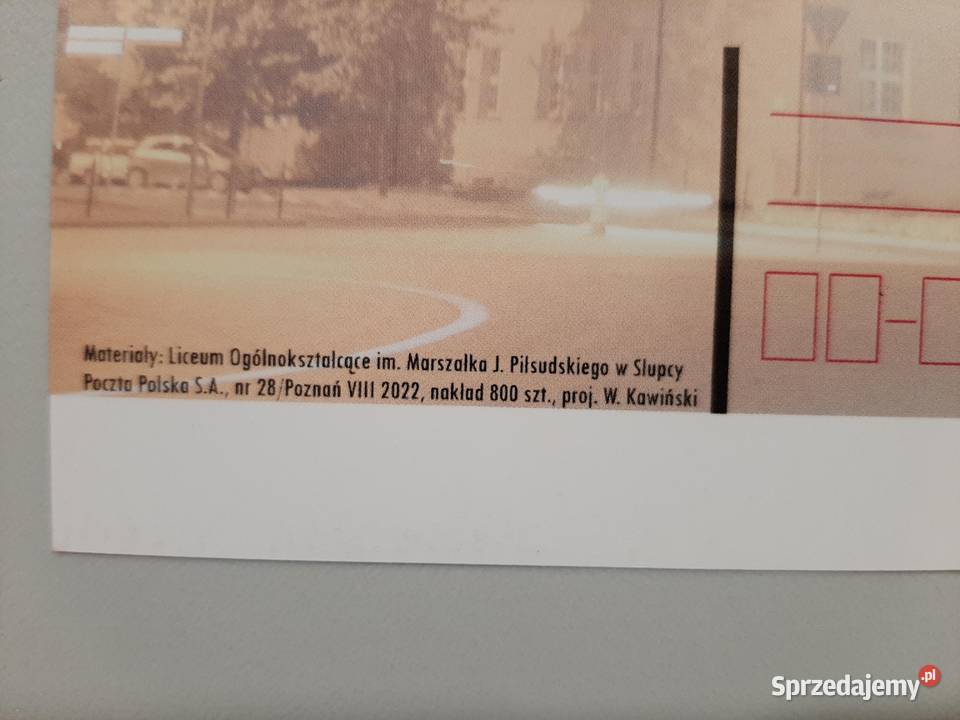 Materiały: Liceum Ogólnokształcące im. Marszałka J. Piłsudskiego w Słupcy
Poczta Polska S.A., nr 28/Poznań VIII 2022, nakład 800 szt., proj. W. Kawiński
Sprzedajemy.pl